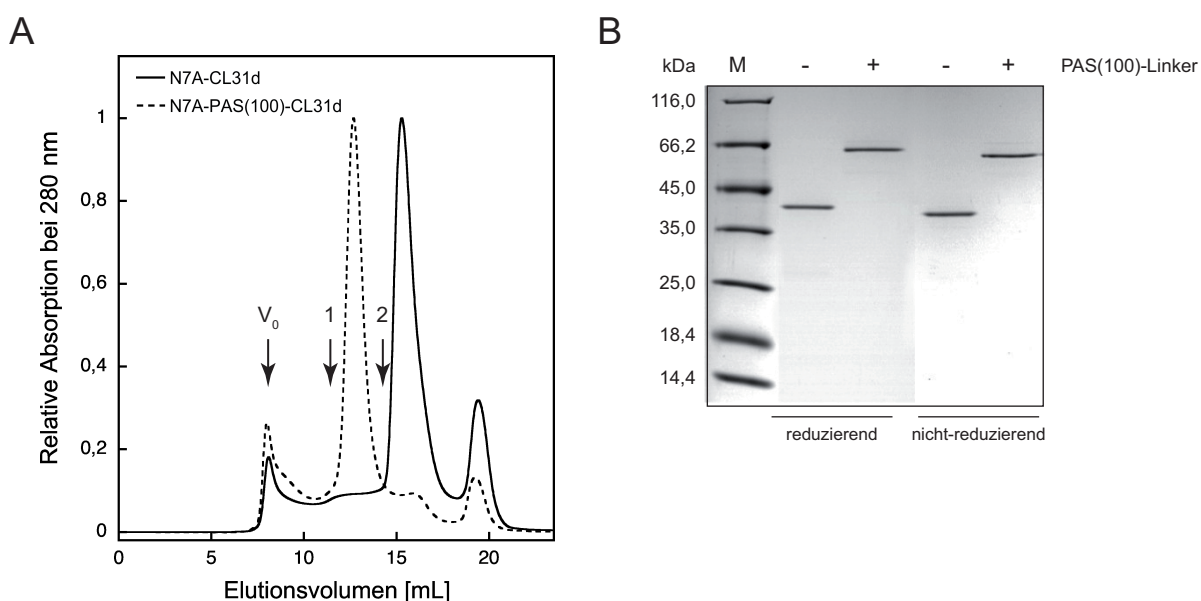 A
N7A-CL31d
N7A-PAS(100)-CL31d
Relative Absorption bei 280 nm
1
0,8
0,6
0,4
0,2
0
V0
1
2
0
5
10
15
20
Elutionsvolumen [mL]
B
kDa M - + - + PAS(100)-Linker
116,0
66,2
45,0
35,0
25,0
18,4
14,4
reduzierend nicht-reduzierend